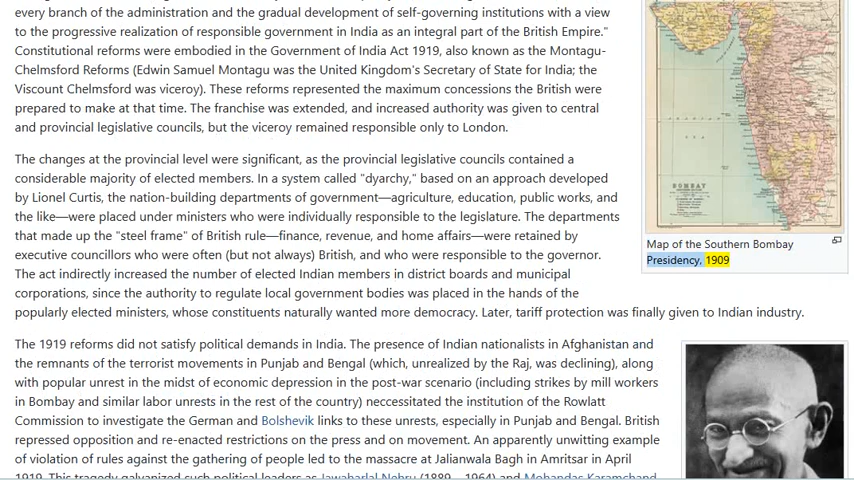 every branch of the administration and the gradual development of self-governing institutions with a view
to the progressive realization of responsible government in India as an integral part of the British Empire."
Constitutional reforms were embodied in the Government of India Act 1919, also known as the Montagu-
Chelmsford Reforms (Edwin Samuel Montagu was the United Kingdom's Secretary of State for India; the
Viscount Chelmsford was viceroy). These reforms represented the maximum concessions the British were
prepared to make at that time. The franchise was extended, and increased authority was given to central
and provincial legislative councils, but the viceroy remained responsible only to London.
The changes at the provincial level were significant, as the provincial legislative councils contained a
considerable majority of elected members. In a system called "dyarchy," based on an approach developed
by Lionel Curtis, the nation-building departments of government—agriculture, education, public works, and
the like—were placed under ministers who were individually responsible to the legislature. The departments
that made up the "steel frame" of British rule—finance, revenue, and home affairs—were retained by
executive councillors who were often (but not always) British, and who were responsible to the governor.
The act indirectly increased the number of elected Indian members in district boards and municipal
corporations, since the authority to regulate local government bodies was placed in the hands of the
popularly elected ministers, whose constituents naturally wanted more democracy. Later, tariff protection was finally given to Indian industry.
BOMBAY
Map of the Southern Bombay
Presidency, 1909
The 1919 reforms did not satisfy political demands in India. The presence of Indian nationalists in Afghanistan and
the remnants of the terrorist movements in Punjab and Bengal (which, unrealized by the Raj, was declining), along
with popular unrest in the midst of economic depression in the post-war scenario (including strikes by mill workers
in Bombay and similar labor unrests in the rest of the country) neccessitated the institution of the Rowlatt
Commission to investigate the German and Bolshevik links to these unrests, especially in Punjab and Bengal. British
repressed opposition and re-enacted restrictions on the press and on movement. An apparently unwitting example
of violation of rules against the gathering of people led to the massacre at Jalianwala Bagh in Amritsar in April
1919. This tragedy galvanized such political leaders as Jawaharlal Nehru (1889 – 1964) and Mohandas Karamchand